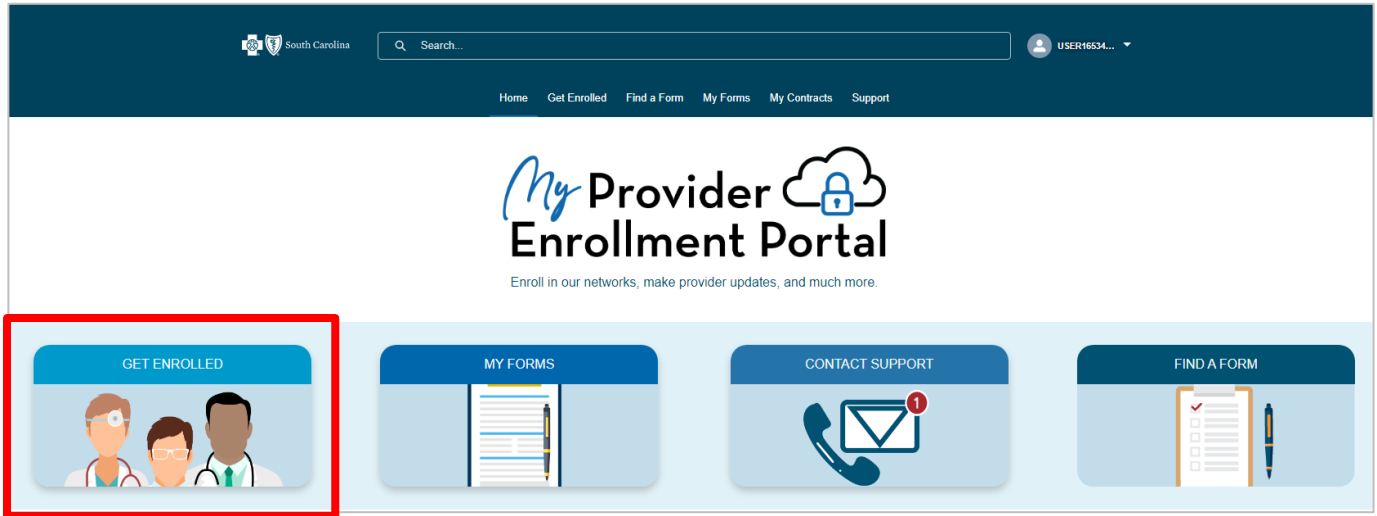 South Carolina
Search...
USER16534...
Home Get Enrolled Find a Form My Forms My Contracts Support
My Provider
Enrollment Portal
Enroll in our networks, make provider updates, and much more.
GET ENROLLED MY FORMS CONTACT SUPPORT FIND A FORM
1